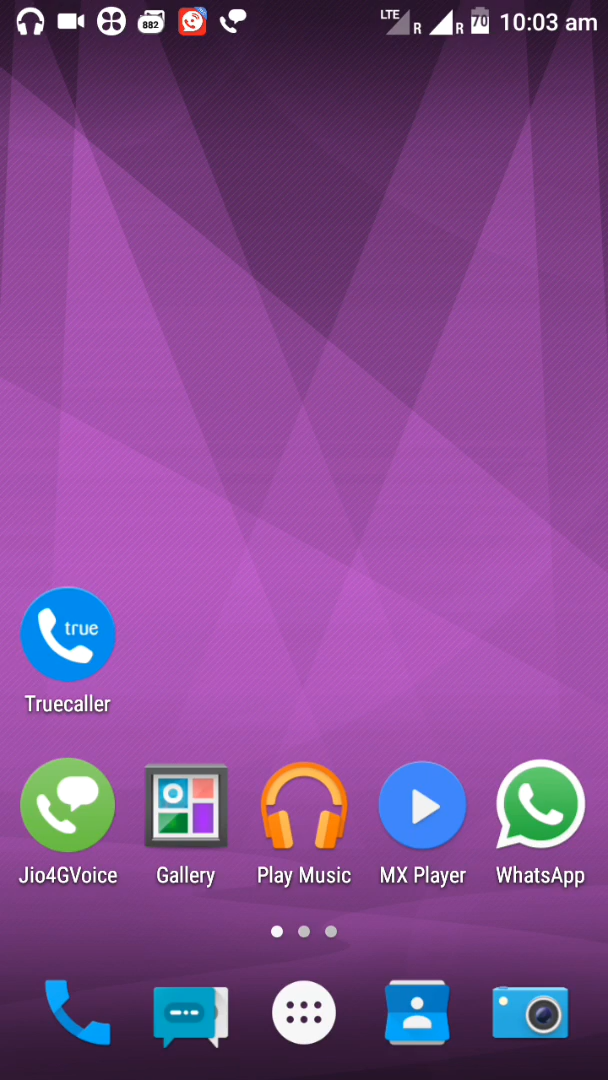 882
LTE
R
R
70
10:03 am
true
Truecaller
Jio4GVoice
Gallery
Play Music
MX Player
WhatsApp